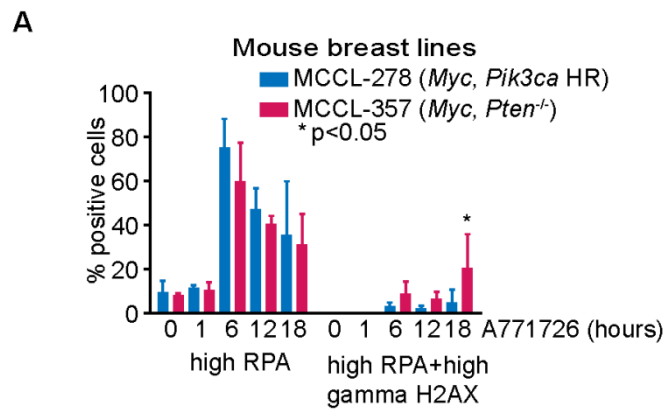 A
Mouse breast lines
MCCL-278 (Myc, Pik3ca HR)
MCCL-357 (Myc, Pten-/-)
* p<0.05
% positive cells
100
80
60
40
20
0
*
0 1 6 12 18 0 1 6 12 18 A771726 (hours)
high RPA
high RPA+high
gamma H2AX